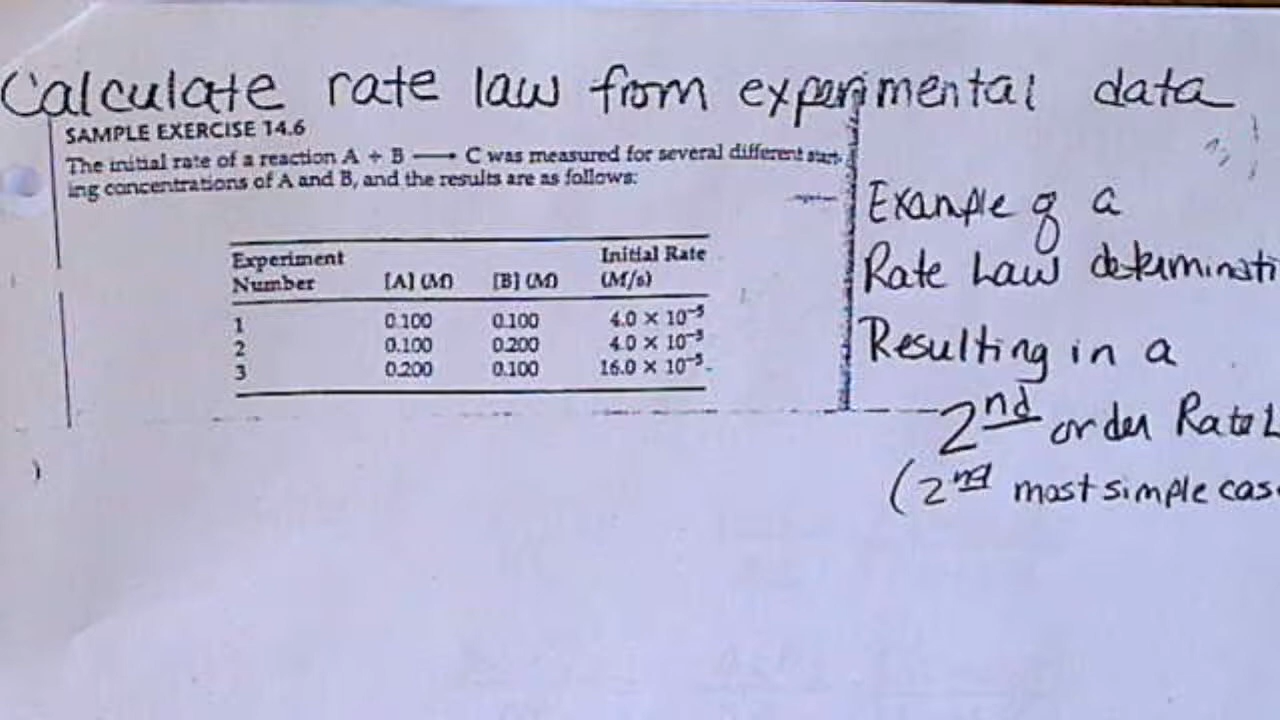 Calculate rate law from experimental data
SAMPLE EXERCISE 14.6
The initial rate of a reaction A + B ⟶ C was measured for several different start-
ing concentrations of A and B, and the results are as follows:
Experiment Number [A] (M) [B] (M) Initial Rate (M/s)
1 0.100 0.100 4.0 × 10⁻⁵
2 0.100 0.200 4.0 × 10⁻⁵
3 0.200 0.100 16.0 × 10⁻⁵
Example of a
Rate Law determinati
Resulting in a
2nd order Rate L
(2nd most simple cas